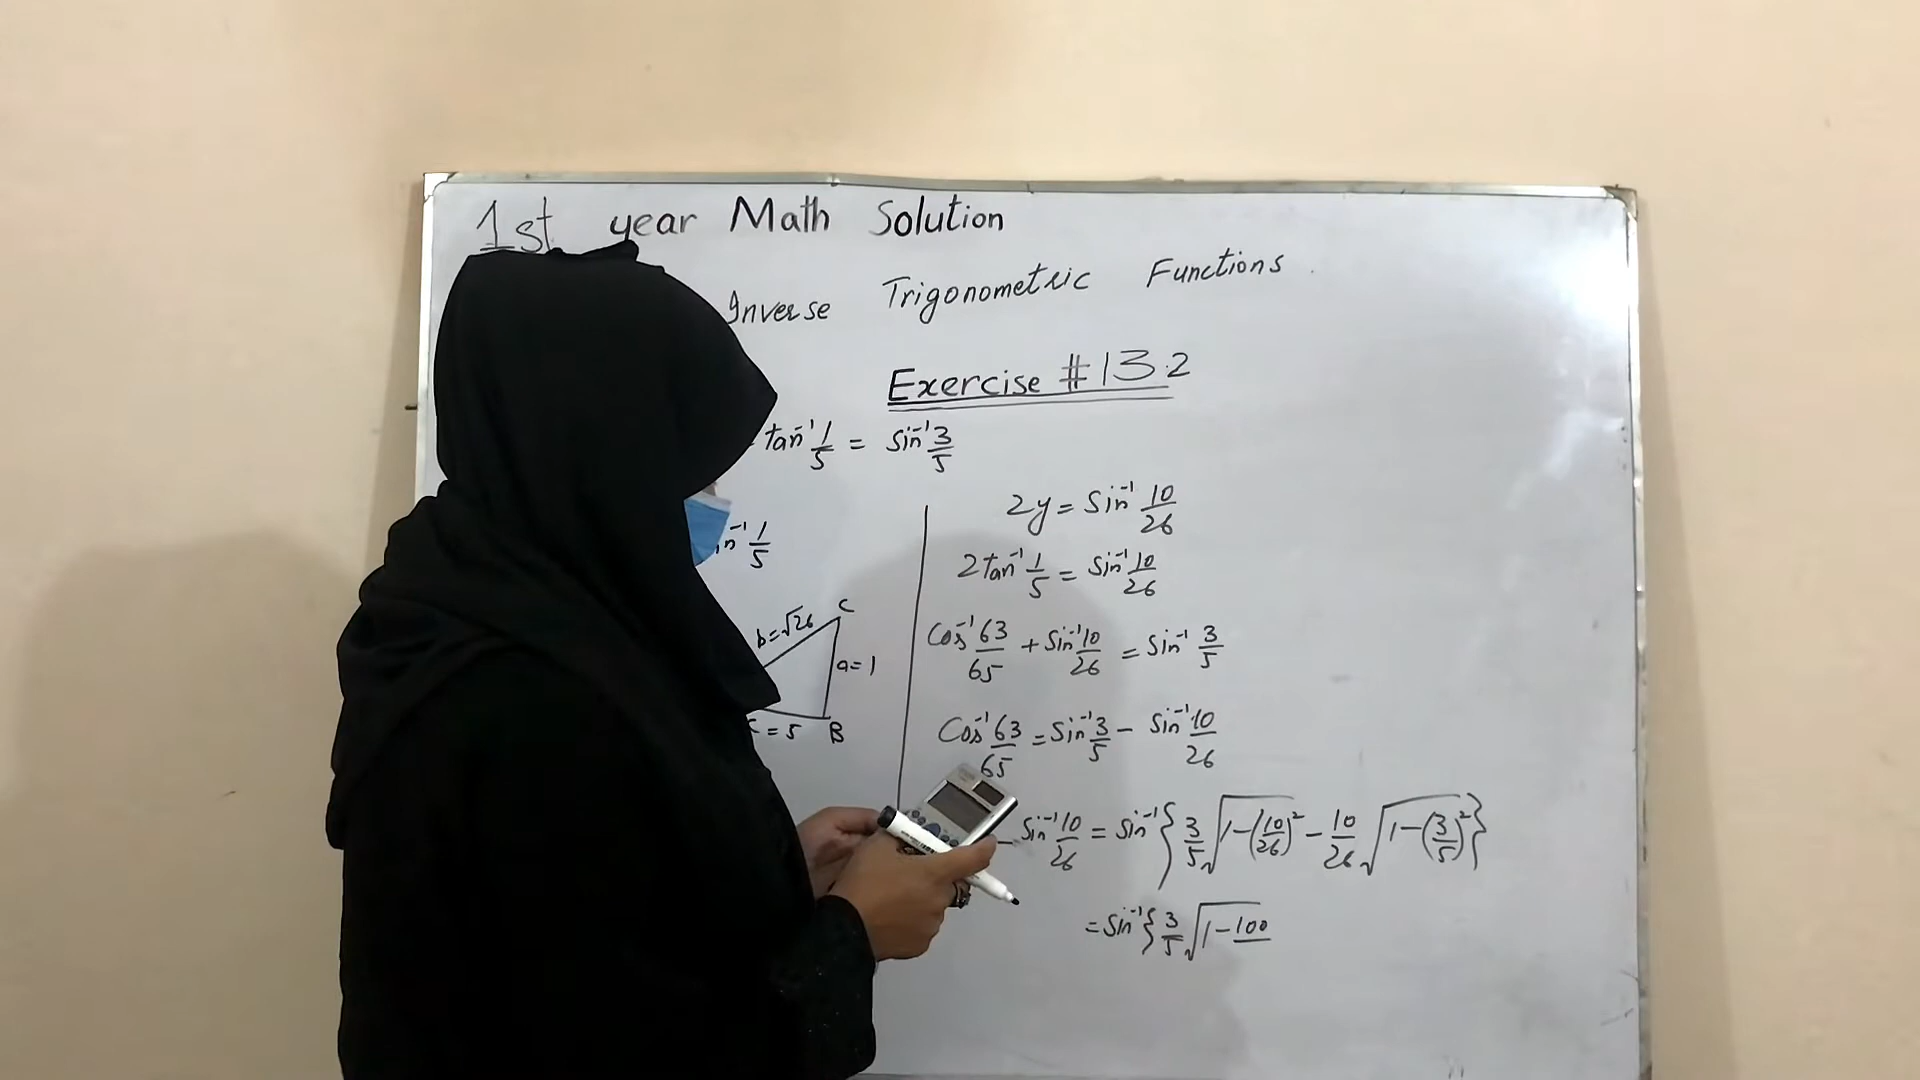 1st year Math Solution
Inverse Trigonometric Functions
Exercise # 13.2
tan⁻¹ 1/5 = Sin⁻¹ 3/5
in⁻¹ 1/5
b=√26
C
a=1
c=5 B
2y = Sin⁻¹ 10/26
2tan⁻¹ 1/5 = Sin⁻¹ 10/26
Cos⁻¹ 63/65 + Sin⁻¹ 10/26 = Sin⁻¹ 3/5
Cos⁻¹ 63/65 = Sin⁻¹ 3/5 - Sin⁻¹ 10/26
- Sin⁻¹ 10/26 = Sin⁻¹ { 3/5 √1-(10/26)² - 10/26 √1-(3/5)² }
= Sin⁻¹ { 3/5 √1-100